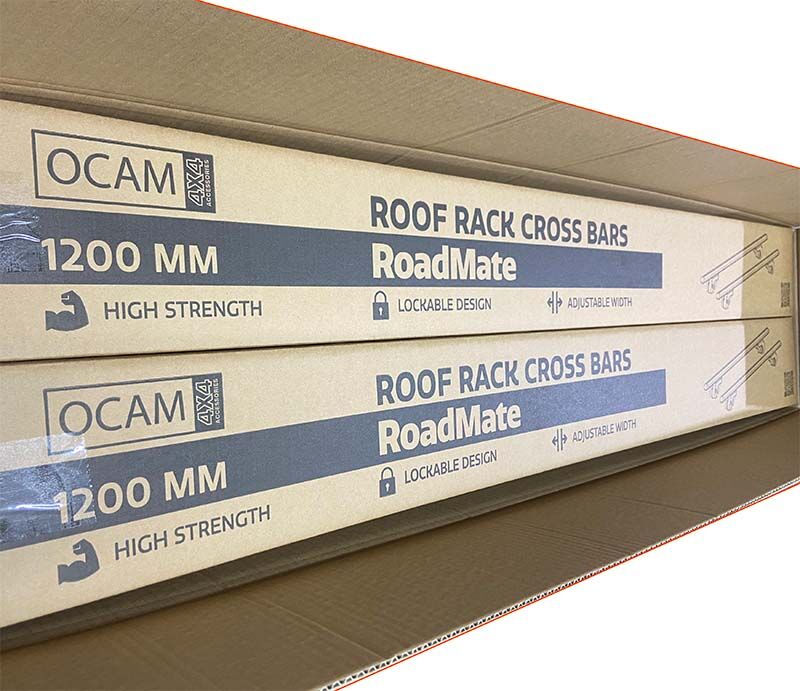 OCAM 4X4 ACCESSORIES
ROOF RACK CROSS BARS
1200 MM
RoadMate
HIGH STRENGTH
LOCKABLE DESIGN
ADJUSTABLE WIDTH
OCAM 4X4 ACCESSORIES
ROOF RACK CROSS BARS
1200 MM
RoadMate
HIGH STRENGTH
LOCKABLE DESIGN
ADJUSTABLE WIDTH